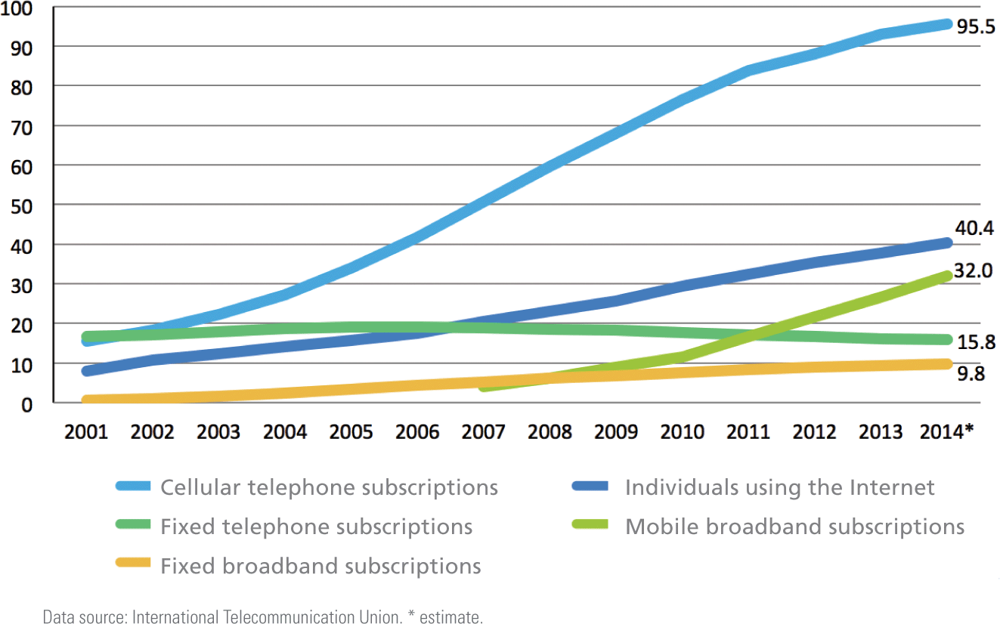 100
90
80
70
60
50
40
30
20
10
0
95.5
40.4
32.0
15.8
9.8
2001 2002 2003 2004 2005 2006 2007 2008 2009 2010 2011 2012 2013 2014*
Cellular telephone subscriptions
Individuals using the Internet
Fixed telephone subscriptions
Mobile broadband subscriptions
Fixed broadband subscriptions
Data source: International Telecommunication Union. * estimate.